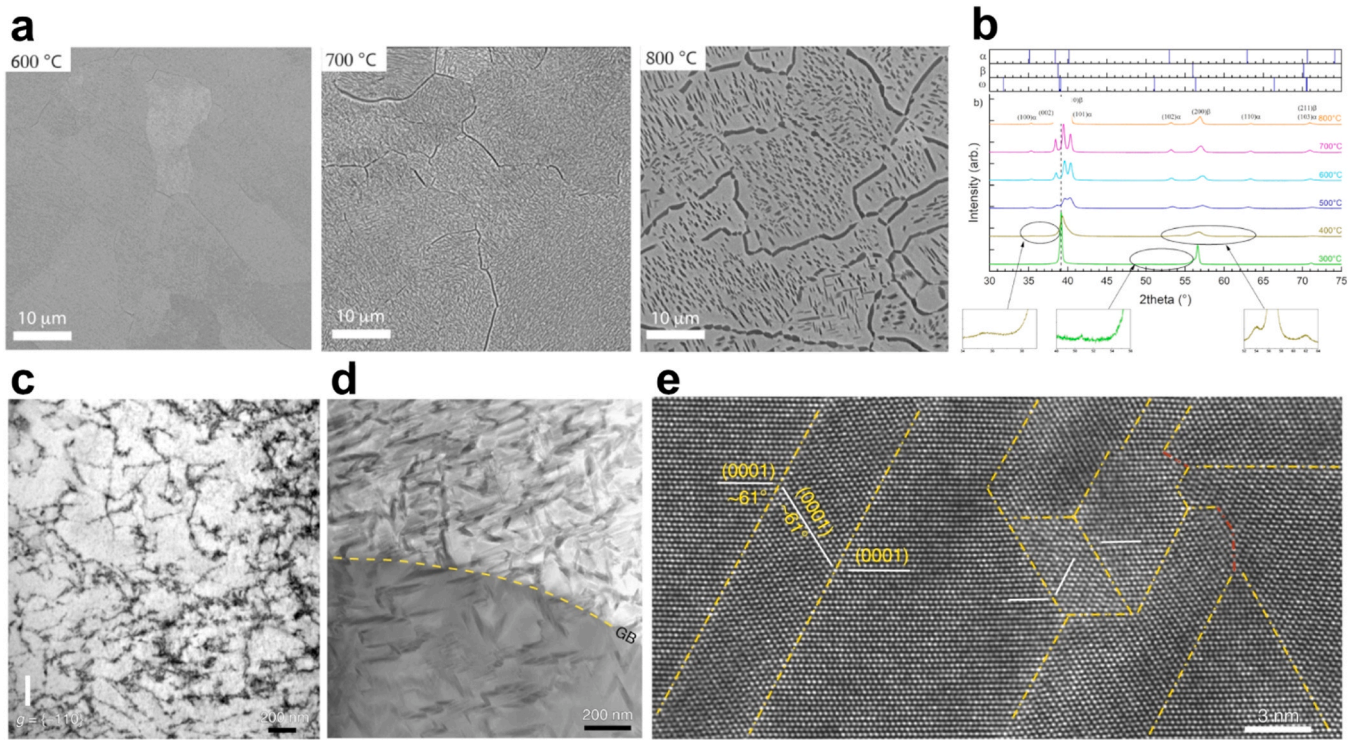 a
600 °C
10 μm
700 °C
10 μm
800 °C
10 μm
b
α
β
ω
b)
0)β
(211)β
(100)α
(002)
(101)α
(102)α
(200)β
(110)α
(103)α
800°C
700°C
600°C
500°C
400°C
300°C
Intensity (arb.)
30 35 40 45 50 55 60 65 70 75
2theta (°)
c
200 nm
d
GB
200 nm
e
(0001)
~61°
(0001)
~61°
(0001)
3 nm